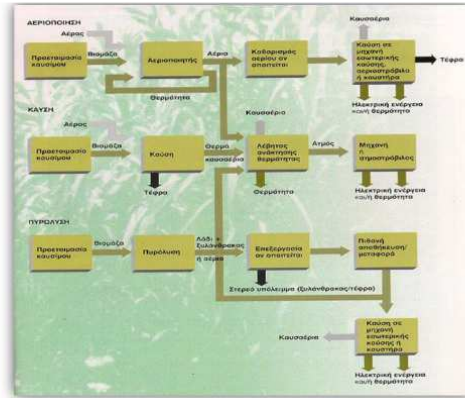 ΑΕΡΙΟΠΟΙΗΣΗ
Αέρας
Προετοιμασία
καυσίμου
Βιομάζα
Αεριοποιητής
Αέριο
Θερμότητα
Καθαρισμός
αερίου αν
απαιτείται
Καυσαέρια
Καύση σε
μηχανή
εσωτερικής
καύσης,
αεριοστρόβιλο
ή καυστήρα
Τέφρα
Ηλεκτρική ενέργεια
και/ή θερμότητα
ΚΑΥΣΗ
Αέρας
Προετοιμασία
καυσίμου
Βιομάζα
Καύση
Τέφρα
Θερμά
καυσαέρια
Καυσαέρια
Λέβητας
ανάκτησης
θερμότητας
Θερμότητα
Ατμός
Μηχανή
ή
ατμοστρόβιλος
Ηλεκτρική ενέργεια
και/ή θερμότητα
ΠΥΡΟΛΥΣΗ
Προετοιμασία
καυσίμου
Βιομάζα
Πυρόλυση
Λάδι +
ξυλάνθρακας
ή αέριο
Επεξεργασία
αν απαιτείται
Στερεό υπόλειμμα (ξυλάνθρακας/τέφρα)
Πιθανή
αποθήκευση/
μεταφορά
Καυσαέρια
Καύση σε
μηχανή
εσωτερικής
καύσης ή
καυστήρα
Ηλεκτρική ενέργεια
και/ή θερμότητα